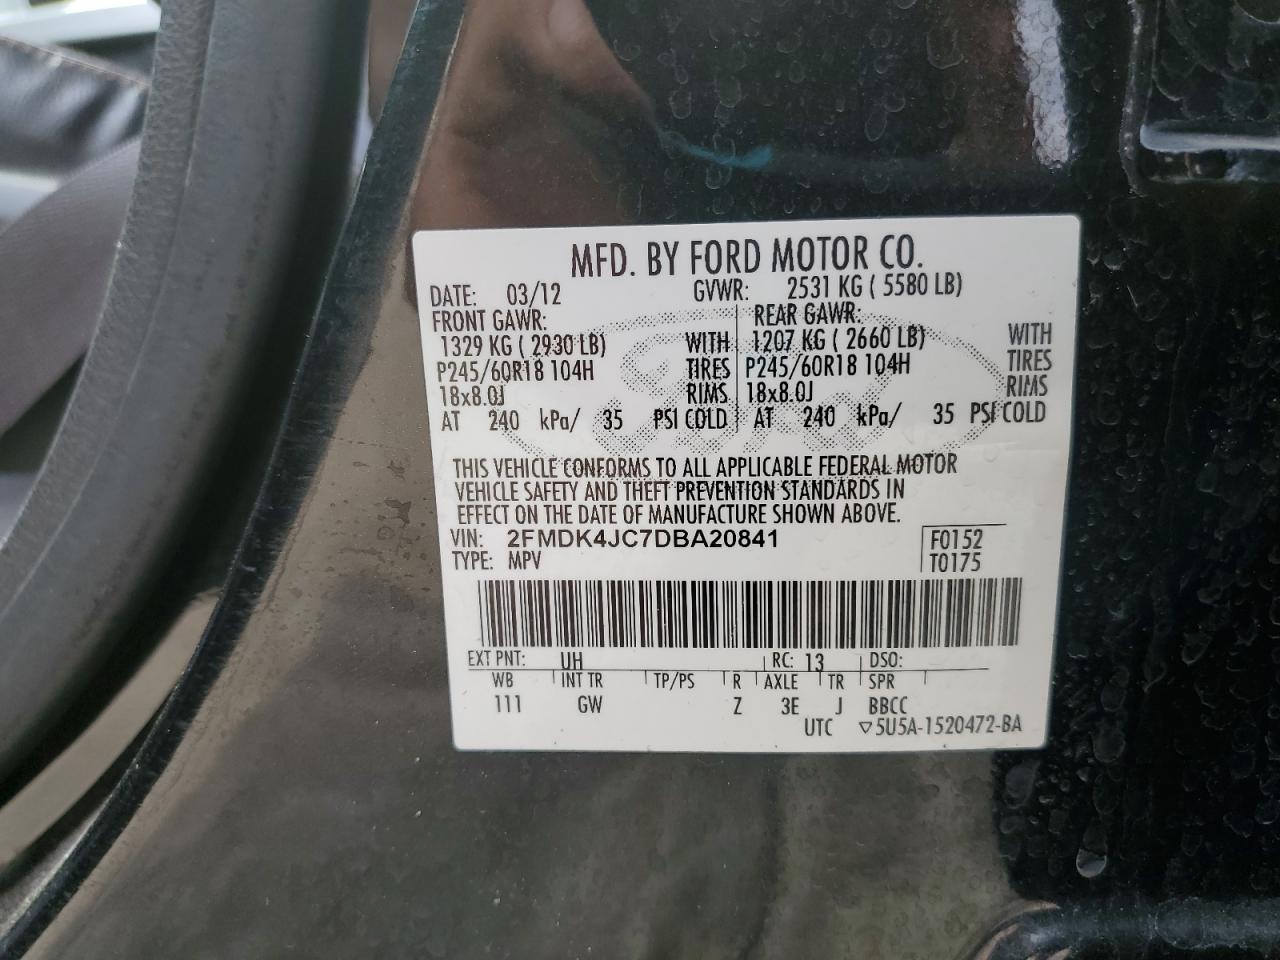 MFD. BY FORD MOTOR CO.
DATE: 03/12 GVWR: 2531 KG ( 5580 LB)
FRONT GAWR: REAR GAWR:
1329 KG ( 2930 LB) WITH 1207 KG ( 2660 LB) WITH
P245/60R18 104H TIRES P245/60R18 104H TIRES
18x8.0J RIMS 18x8.0J RIMS
AT 240 kPa/ 35 PSI COLD AT 240 kPa/ 35 PSI COLD
THIS VEHICLE CONFORMS TO ALL APPLICABLE FEDERAL MOTOR
VEHICLE SAFETY AND THEFT PREVENTION STANDARDS IN
EFFECT ON THE DATE OF MANUFACTURE SHOWN ABOVE.
VIN: 2FMDK4JC7DBA20841 F0152
TYPE: MPV T0175
EXT PNT: UH RC: 13 DSO:
WB INT TR TP/PS R AXLE TR SPR
111 GW Z 3E J BBCC
UTC ▽5U5A-1520472-BA